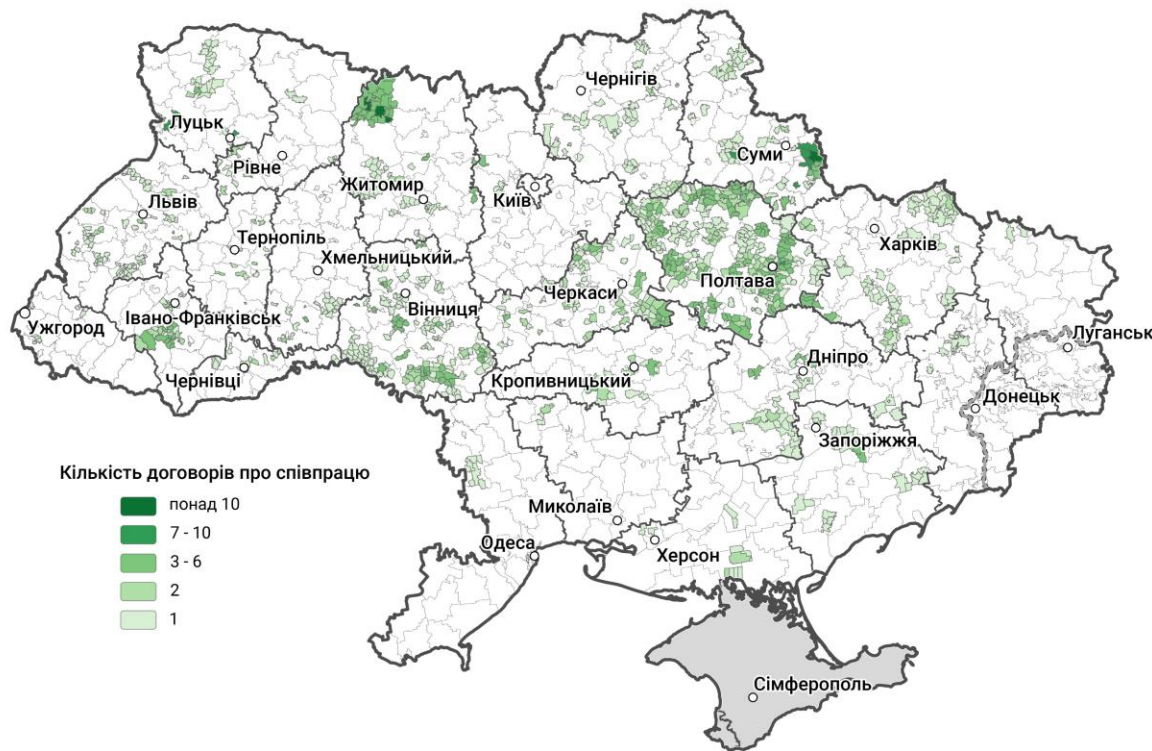 Чернігів
Луцьк
Суми
Рівне
Житомир
Київ
Львів
Харків
Тернопіль
Хмельницький
Полтава
Черкаси
Вінниця
Івано-Франківськ
Ужгород
Луганськ
Дніпро
Чернівці
Кропивницький
Донецьк
Запоріжжя
Кількість договорів про співпрацю
понад 10
7 - 10
3 - 6
2
1
Миколаїв
Одеса
Херсон
Сімферополь